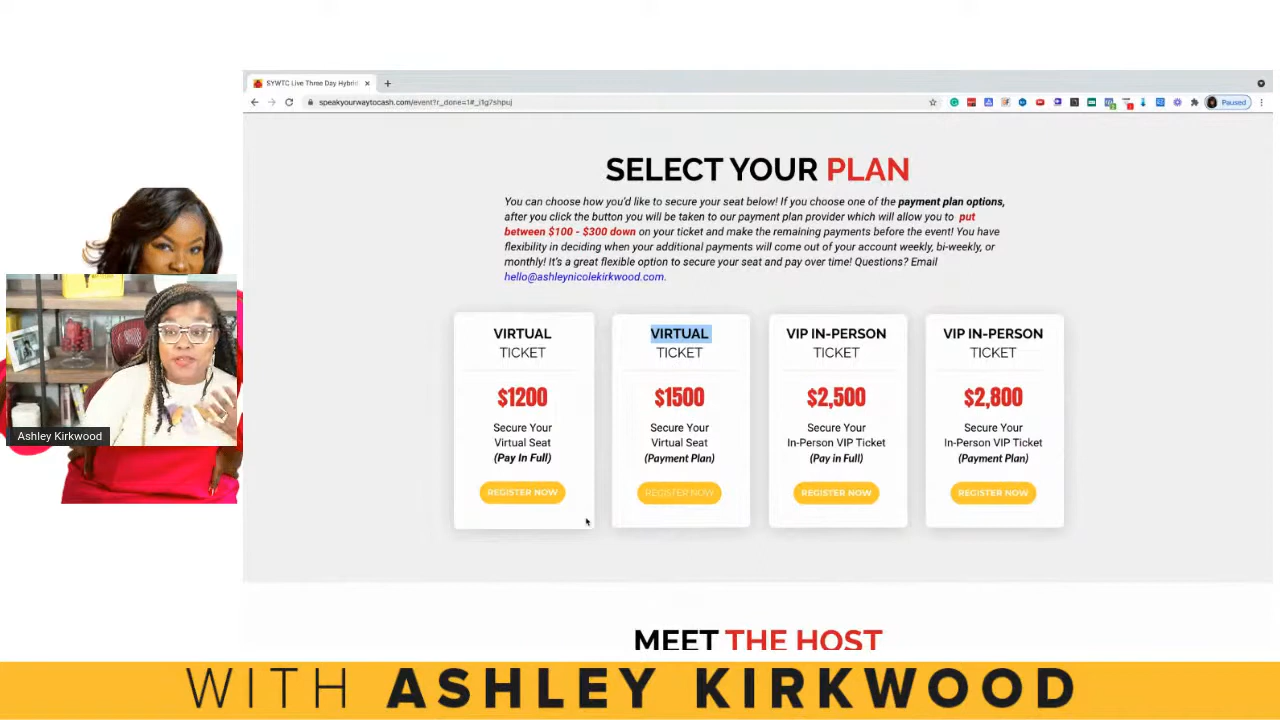 SYWTC Live Three Day Hybrid
speakyourwaytocash.com/event?r_done=1#_i1g7shpuj
Paused
SELECT YOUR PLAN
You can choose how you'd like to secure your seat below! If you choose one of the payment plan options,
after you click the button you will be taken to our payment plan provider which will allow you to put
between $100 - $300 down on your ticket and make the remaining payments before the event! You have
flexibility in deciding when your additional payments will come out of your account weekly, bi-weekly, or
monthly! It's a great flexible option to secure your seat and pay over time! Questions? Email
hello@ashleynicolekirkwood.com.
VIRTUAL
TICKET
$1200
Secure Your
Virtual Seat
(Pay In Full)
REGISTER NOW
VIRTUAL
TICKET
$1500
Secure Your
Virtual Seat
(Payment Plan)
REGISTER NOW
VIP IN-PERSON
TICKET
$2,500
Secure Your
In-Person VIP Ticket
(Pay in Full)
REGISTER NOW
VIP IN-PERSON
TICKET
$2,800
Secure Your
In-Person VIP Ticket
(Payment Plan)
REGISTER NOW
Ashley Kirkwood
MEET THE HOST
WITH ASHLEY KIRKWOOD